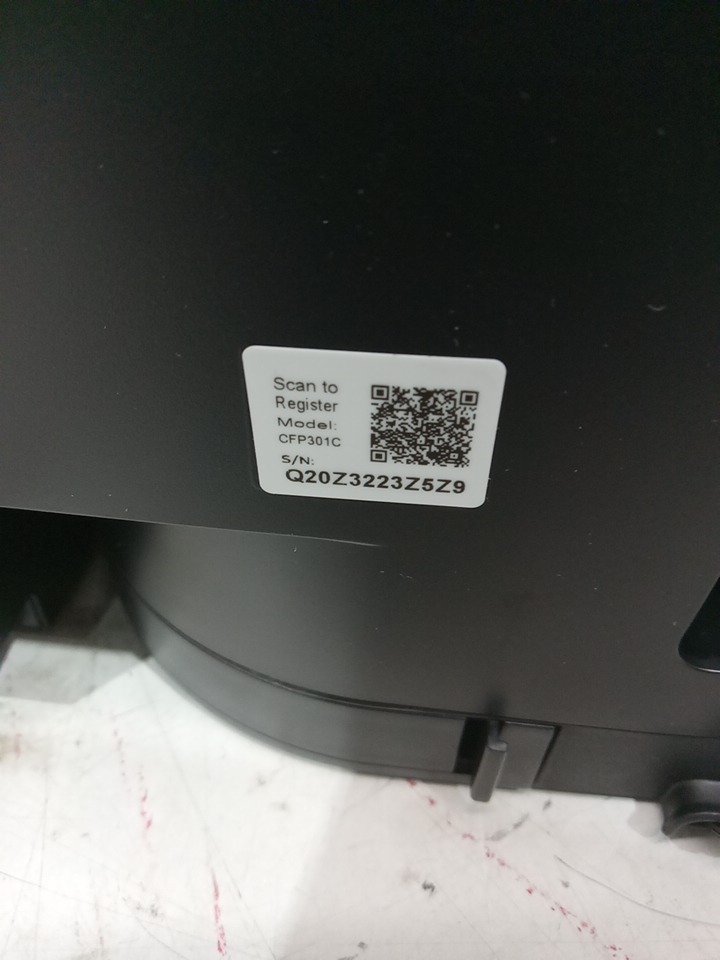 Scan to
Register
Model:
CFP301C
S/N:
Q20Z3223Z5Z9